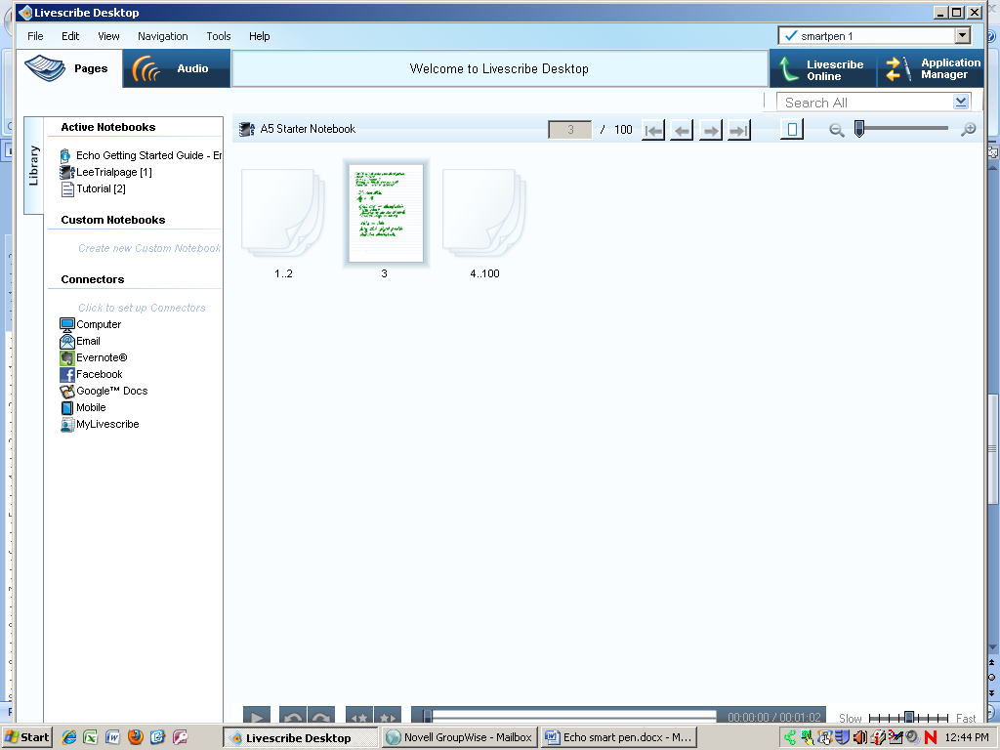 Livescribe Desktop
File Edit View Navigation Tools Help
smartpen 1
Pages
Audio
Welcome to Livescribe Desktop
Livescribe
Online
Application
Manager
Search All
Library
Active Notebooks
Echo Getting Started Guide - Er
LeeTrialpage [1]
Tutorial [2]
Custom Notebooks
Create new Custom Notebook
Connectors
Click to set up Connectors
Computer
Email
Evernote®
Facebook
Google™ Docs
Mobile
MyLivescribe
A5 Starter Notebook
3 / 100
1..2
3
4..100
00:00:00 / 00:01:02
Slow Fast
Start
Livescribe Desktop
Novell GroupWise - Mailbox
Echo smart pen.docx - M...
12:44 PM